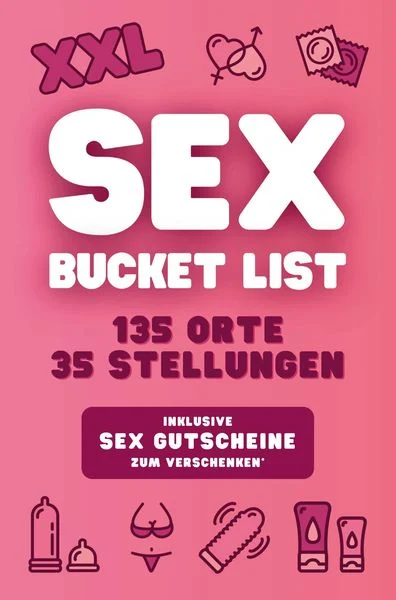 XXL
SEX
BUCKET LIST
135 ORTE
35 STELLUNGEN
INKLUSIVE
SEX GUTSCHEINE
ZUM VERSCHENKEN*